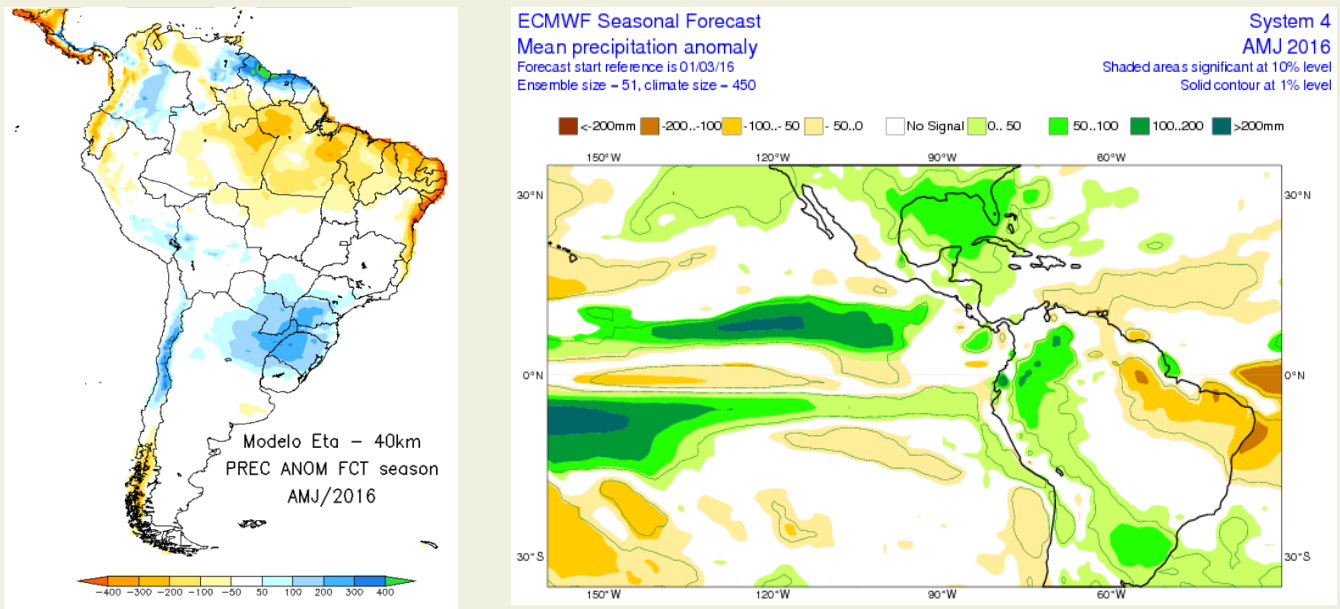 Modelo Eta – 40km
PREC ANOM FCT season
AMJ/2016
−400 −300 −200 −100 −50 50 100 200 300 400
ECMWF Seasonal Forecast
Mean precipitation anomaly
Forecast start reference is 01/03/16
Ensemble size = 51, climate size = 450
System 4
AMJ 2016
Shaded areas significant at 10% level
Solid contour at 1% level
<-200mm -200..-100 -100..- 50 - 50..0 No Signal 0.. 50 50..100 100..200 >200mm
150°W 120°W 90°W 60°W
30°N 30°N
0°N 0°N
30°S 30°S
150°W 120°W 90°W 60°W